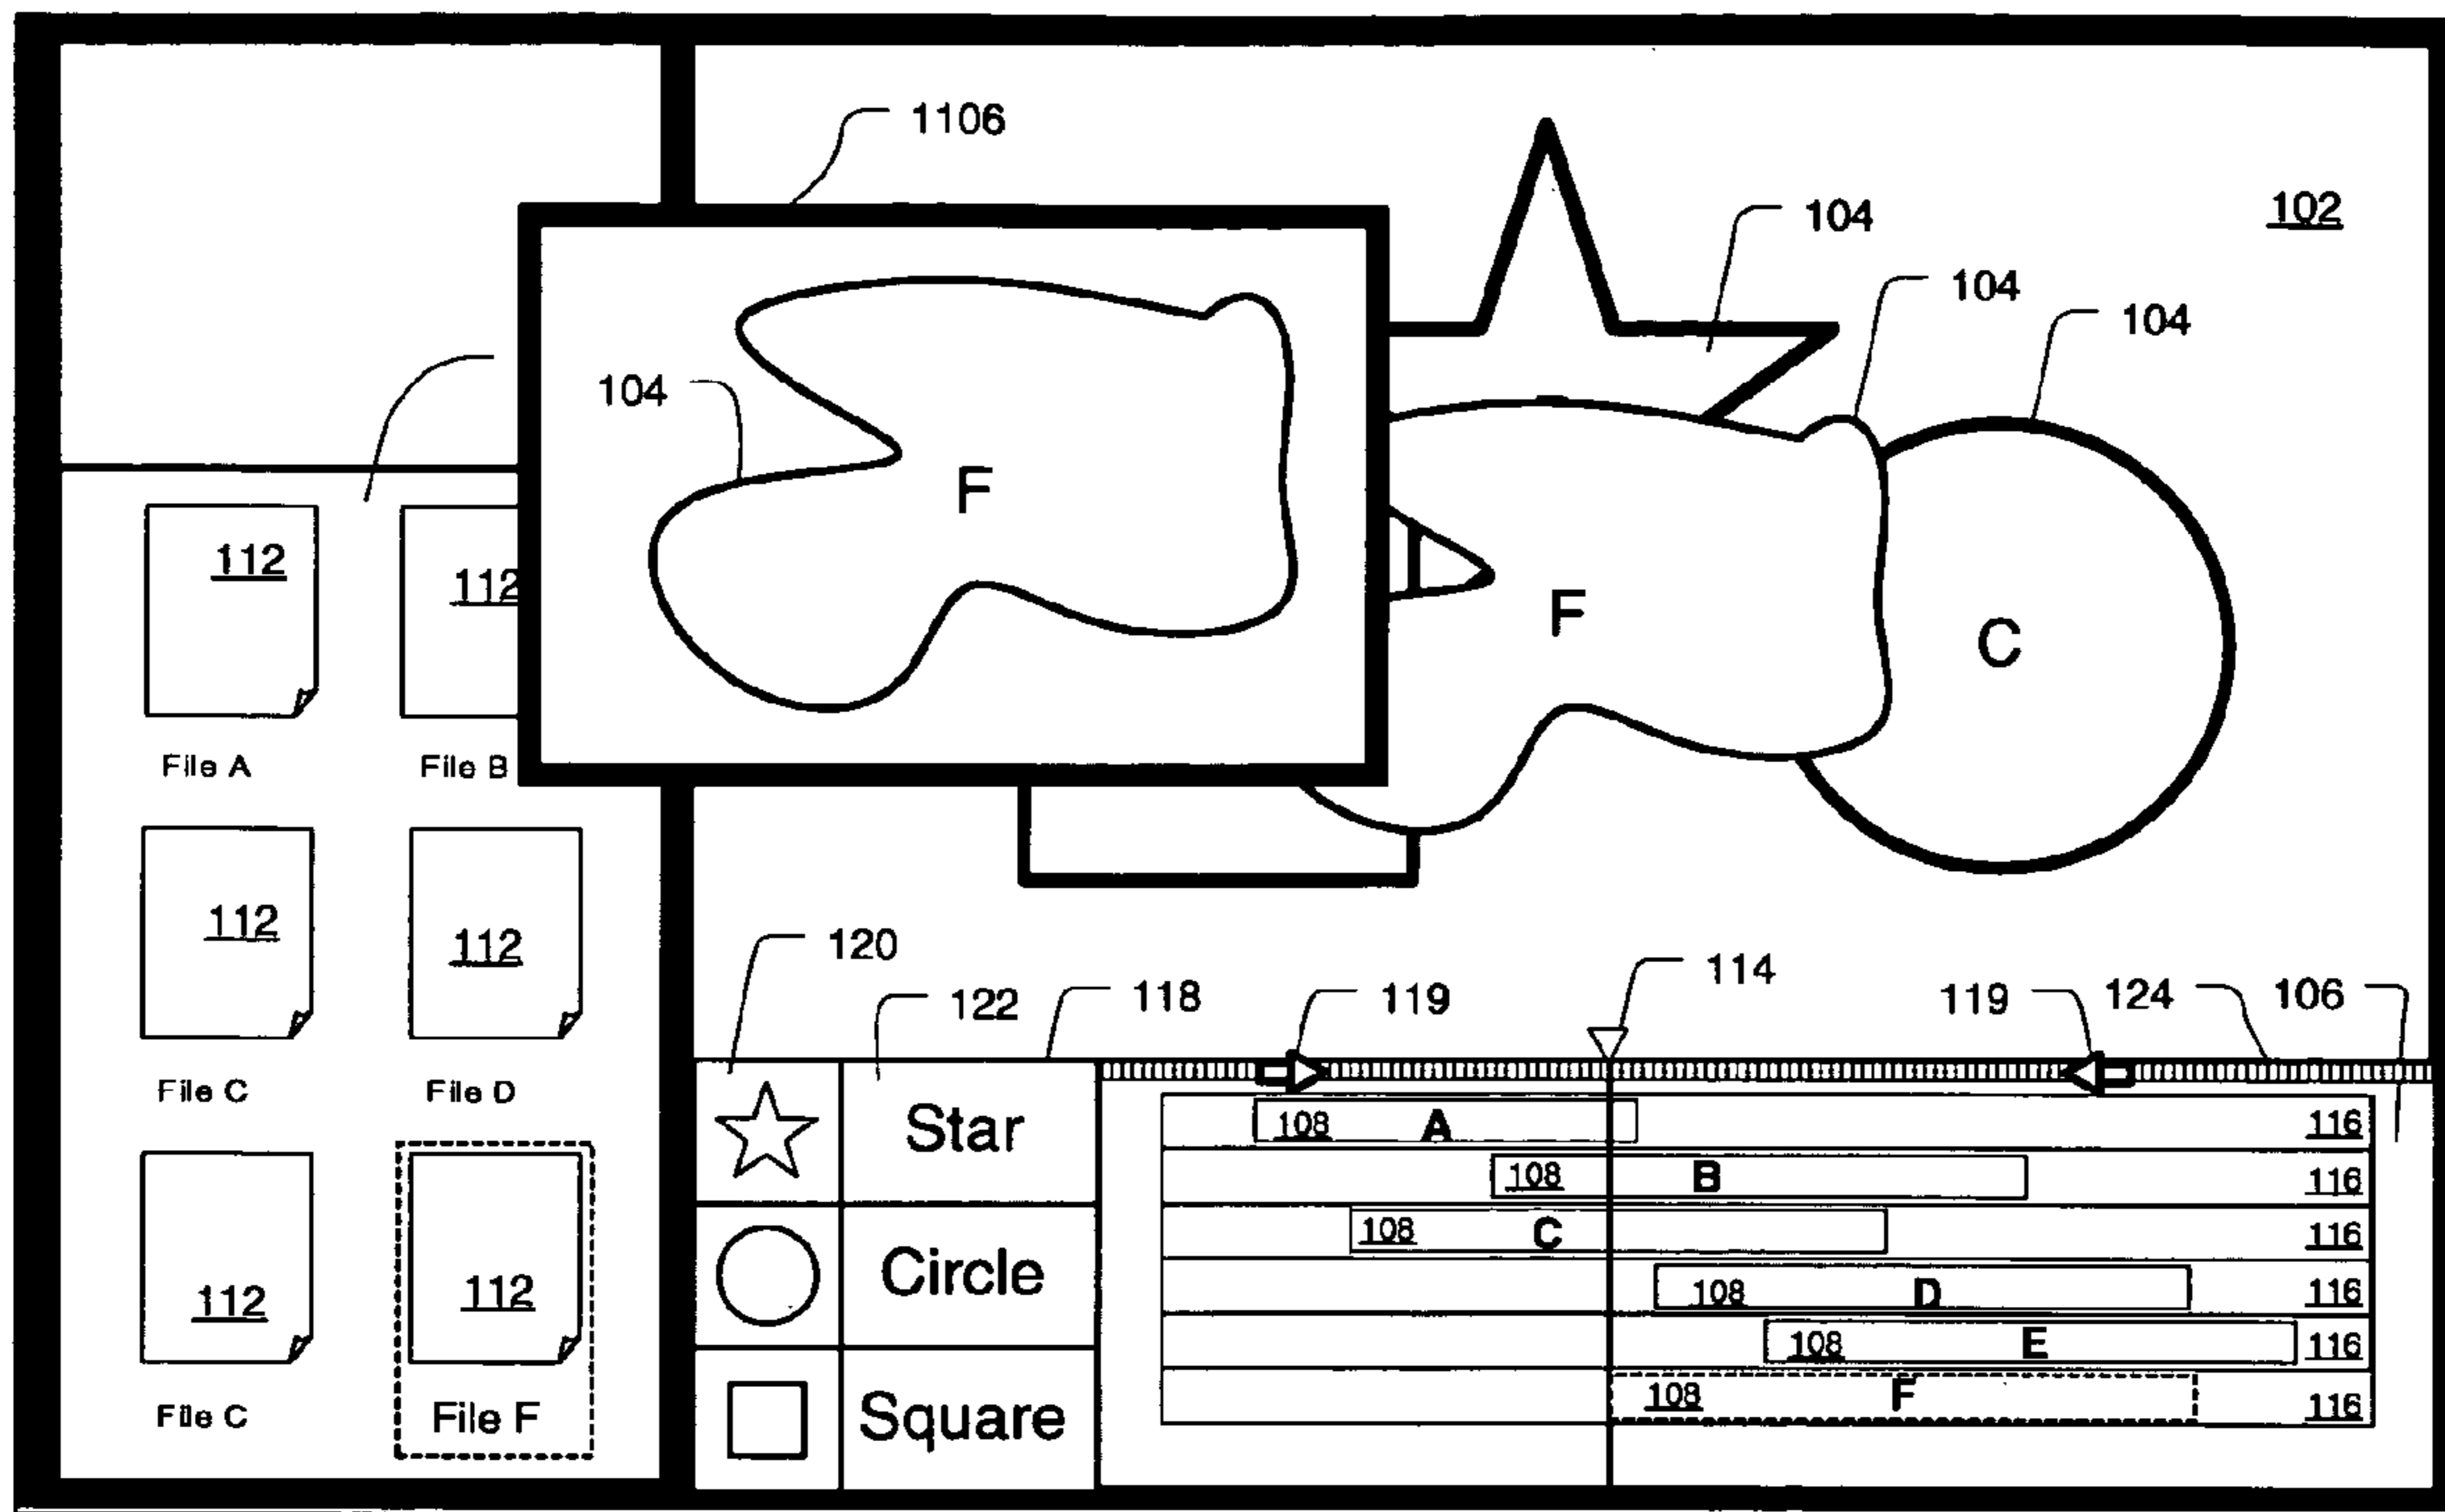 1106
102
104
104
104
104
F
F
C
112
112
File A
File B
112
112
File C
File D
112
112
File C
File F
120
122
118
119
114
119
124
106
Star
Circle
Square
108 A 116
108 B 116
108 C 116
108 D 116
108 E 116
108 F 116